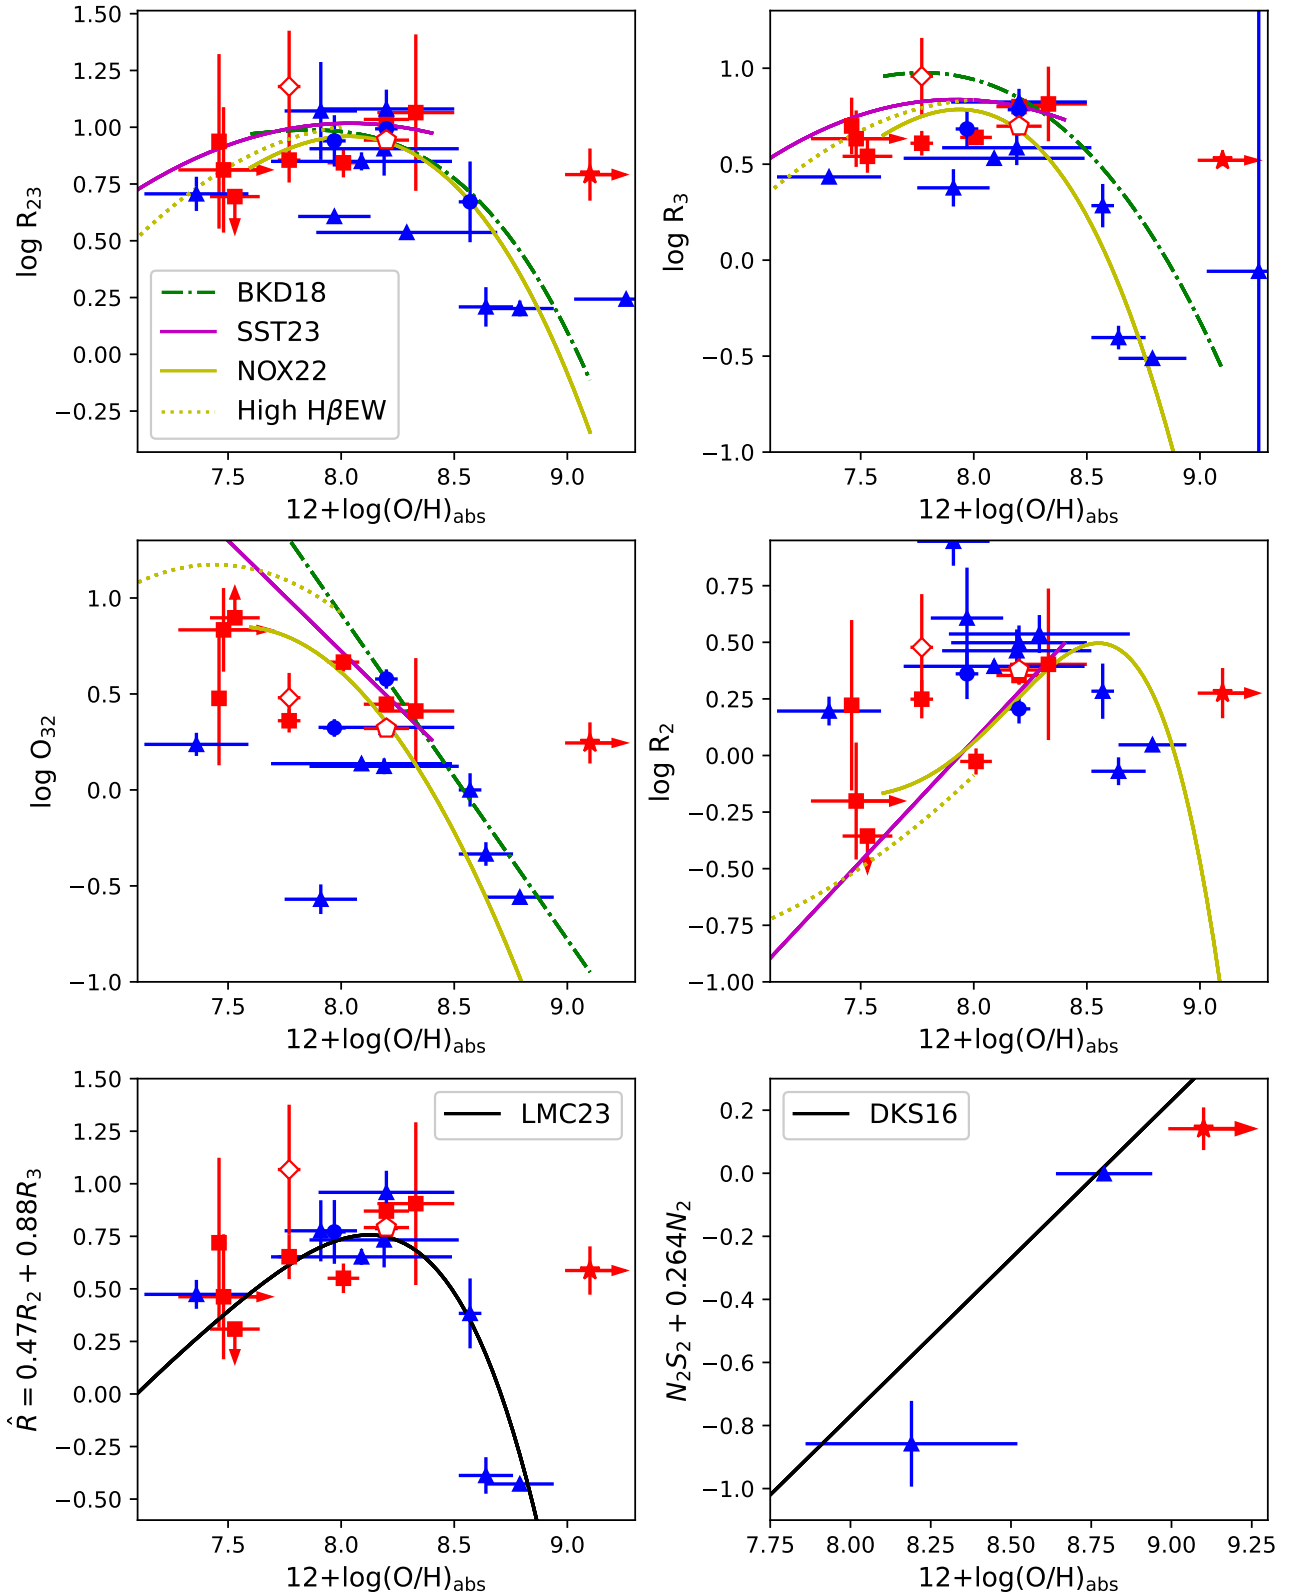 1.50
1.25
1.00
0.75
0.50
0.25
0.00
−0.25
log R23
BKD18
SST23
NOX22
High HβEW
7.5 8.0 8.5 9.0
12+log(O/H)abs
1.0
0.5
0.0
−0.5
−1.0
log R3
7.5 8.0 8.5 9.0
12+log(O/H)abs
1.0
0.5
0.0
−0.5
−1.0
log O32
7.5 8.0 8.5 9.0
12+log(O/H)abs
0.75
0.50
0.25
0.00
−0.25
−0.50
−0.75
−1.00
log R2
7.5 8.0 8.5 9.0
12+log(O/H)abs
1.50
1.25
1.00
0.75
0.50
0.25
0.00
−0.25
−0.50
R̂ = 0.47R2 + 0.88R3
LMC23
7.5 8.0 8.5 9.0
12+log(O/H)abs
0.2
0.0
−0.2
−0.4
−0.6
−0.8
−1.0
N2S2 + 0.264N2
DKS16
7.75 8.00 8.25 8.50 8.75 9.00 9.25
12+log(O/H)abs